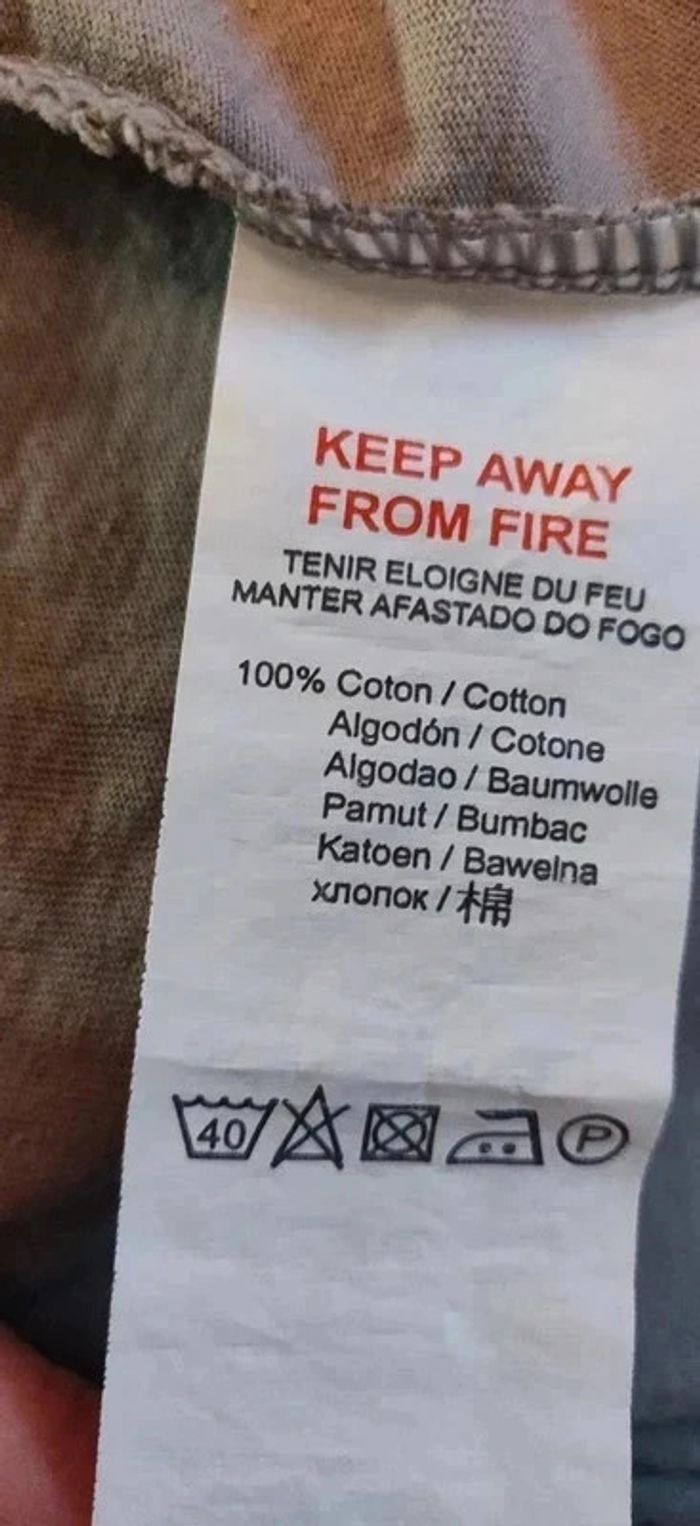 KEEP AWAY
FROM FIRE
TENIR ELOIGNE DU FEU
MANTER AFASTADO DO FOGO
100% Coton / Cotton
Algodón / Cotone
Algodao / Baumwolle
Pamut / Bumbac
Katoen / Bawelna
хлопок / 棉
40
P